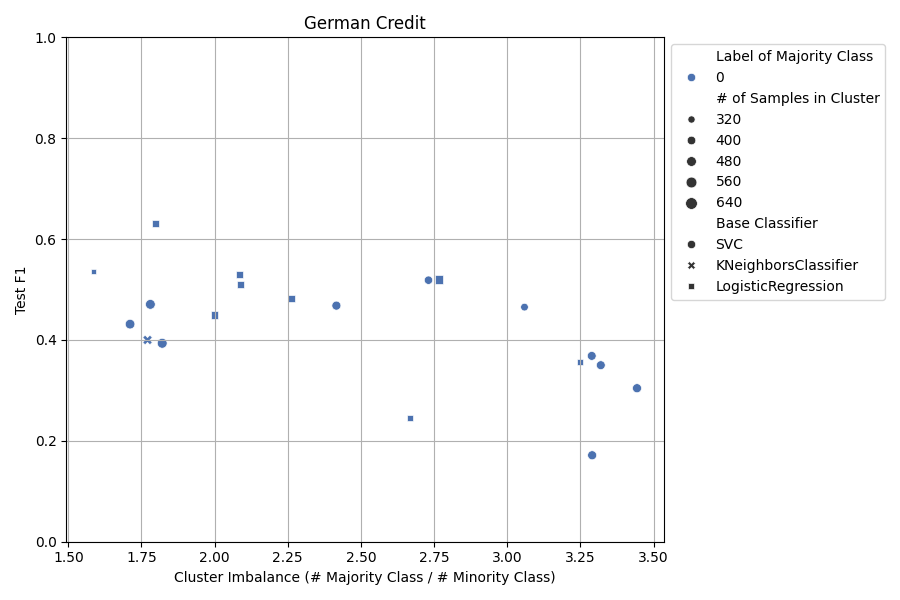 German Credit
1.0
0.8
0.6
0.4
0.2
0.0
Test F1
1.50
1.75
2.00
2.25
2.50
2.75
3.00
3.25
3.50
Cluster Imbalance (# Majority Class / # Minority Class)
Label of Majority Class
0
# of Samples in Cluster
320
400
480
560
640
Base Classifier
SVC
KNeighborsClassifier
LogisticRegression